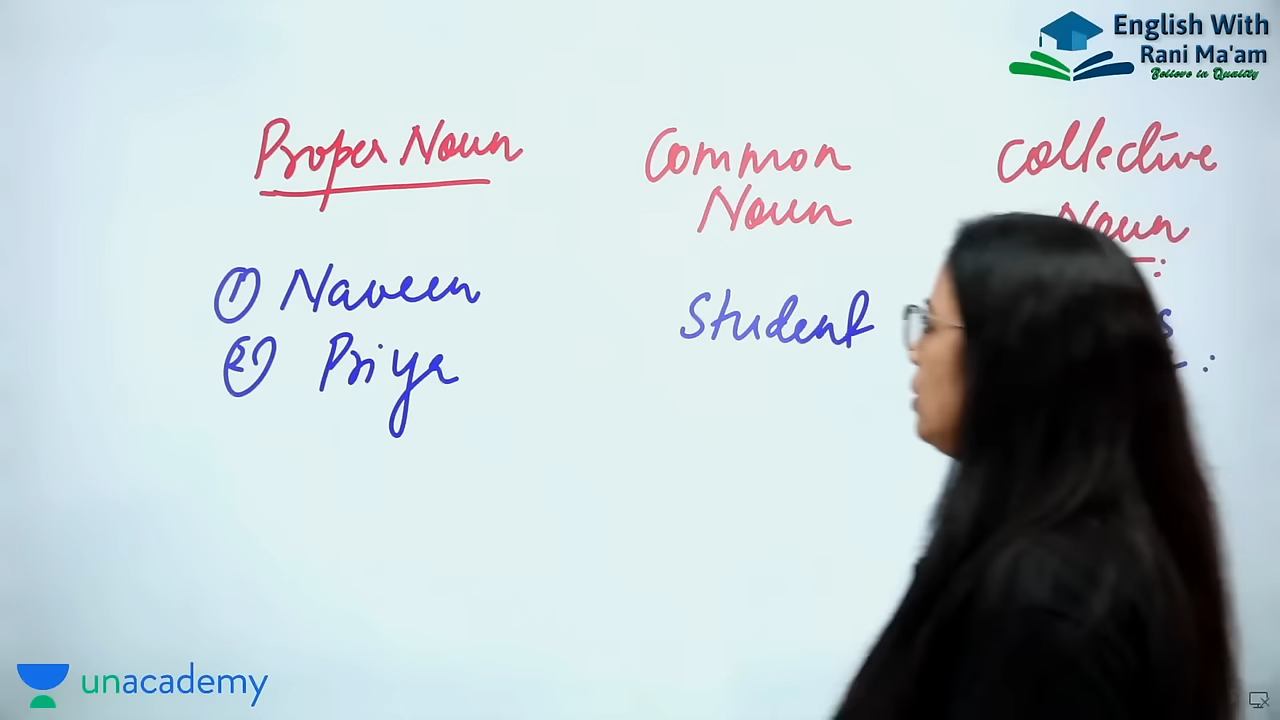 English With
Rani Ma'am
Believe in Quality
Proper Noun
Common
Noun
Collective
Noun
① Naveen
② Priya
Student
unacademy